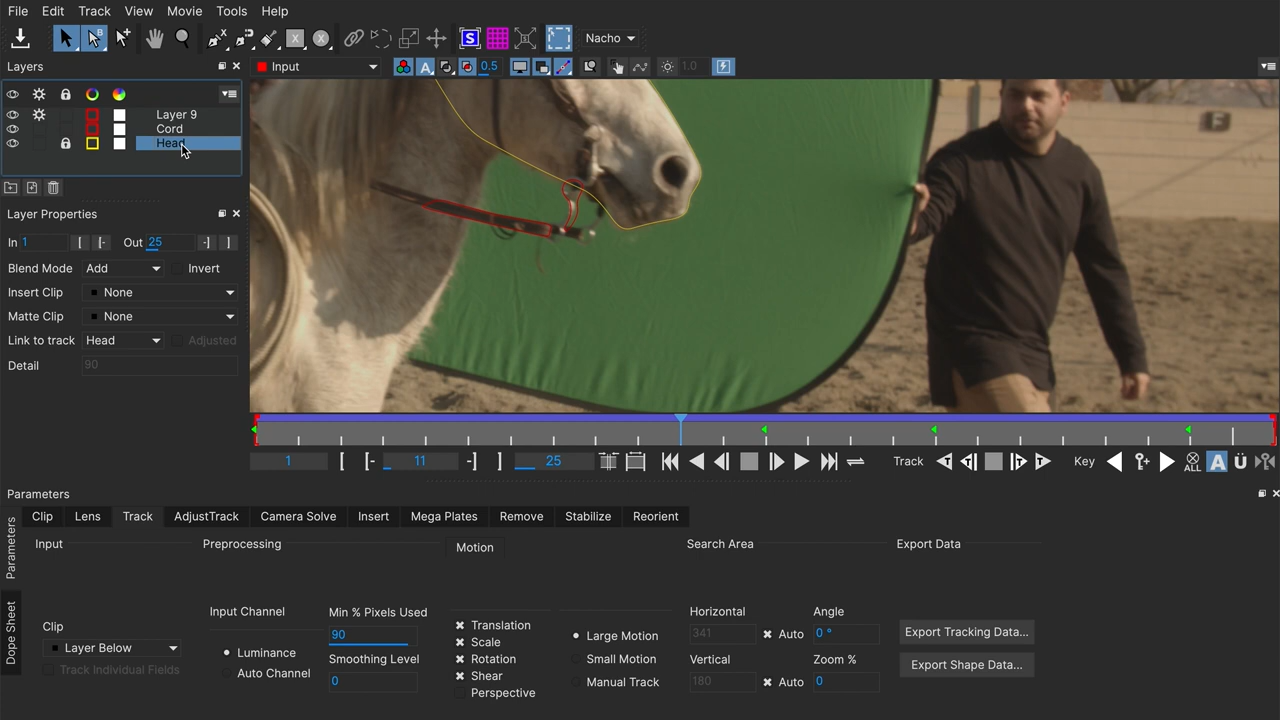 File Edit Track View Movie Tools Help
Nacho
Layers
Input
A
0.5
1.0
Layer 9
Cord
Head
Layer Properties
In 1 Out 25
Blend Mode Add Invert
Insert Clip None
Matte Clip None
Link to track Head Adjusted
Detail 90
F
1 11 25 Track Key ALL A
Parameters
Parameters
Dope Sheet
Clip Lens Track AdjustTrack Camera Solve Insert Mega Plates Remove Stabilize Reorient
Input Preprocessing Motion Search Area Export Data
Clip
Layer Below
Track Individual Fields
Input Channel
Luminance
Auto Channel
Min % Pixels Used
90
Smoothing Level
0
Translation
Scale
Rotation
Shear
Perspective
Large Motion
Small Motion
Manual Track
Horizontal
341 Auto
Vertical
180 Auto
Angle
0 °
Zoom %
0
Export Tracking Data...
Export Shape Data...